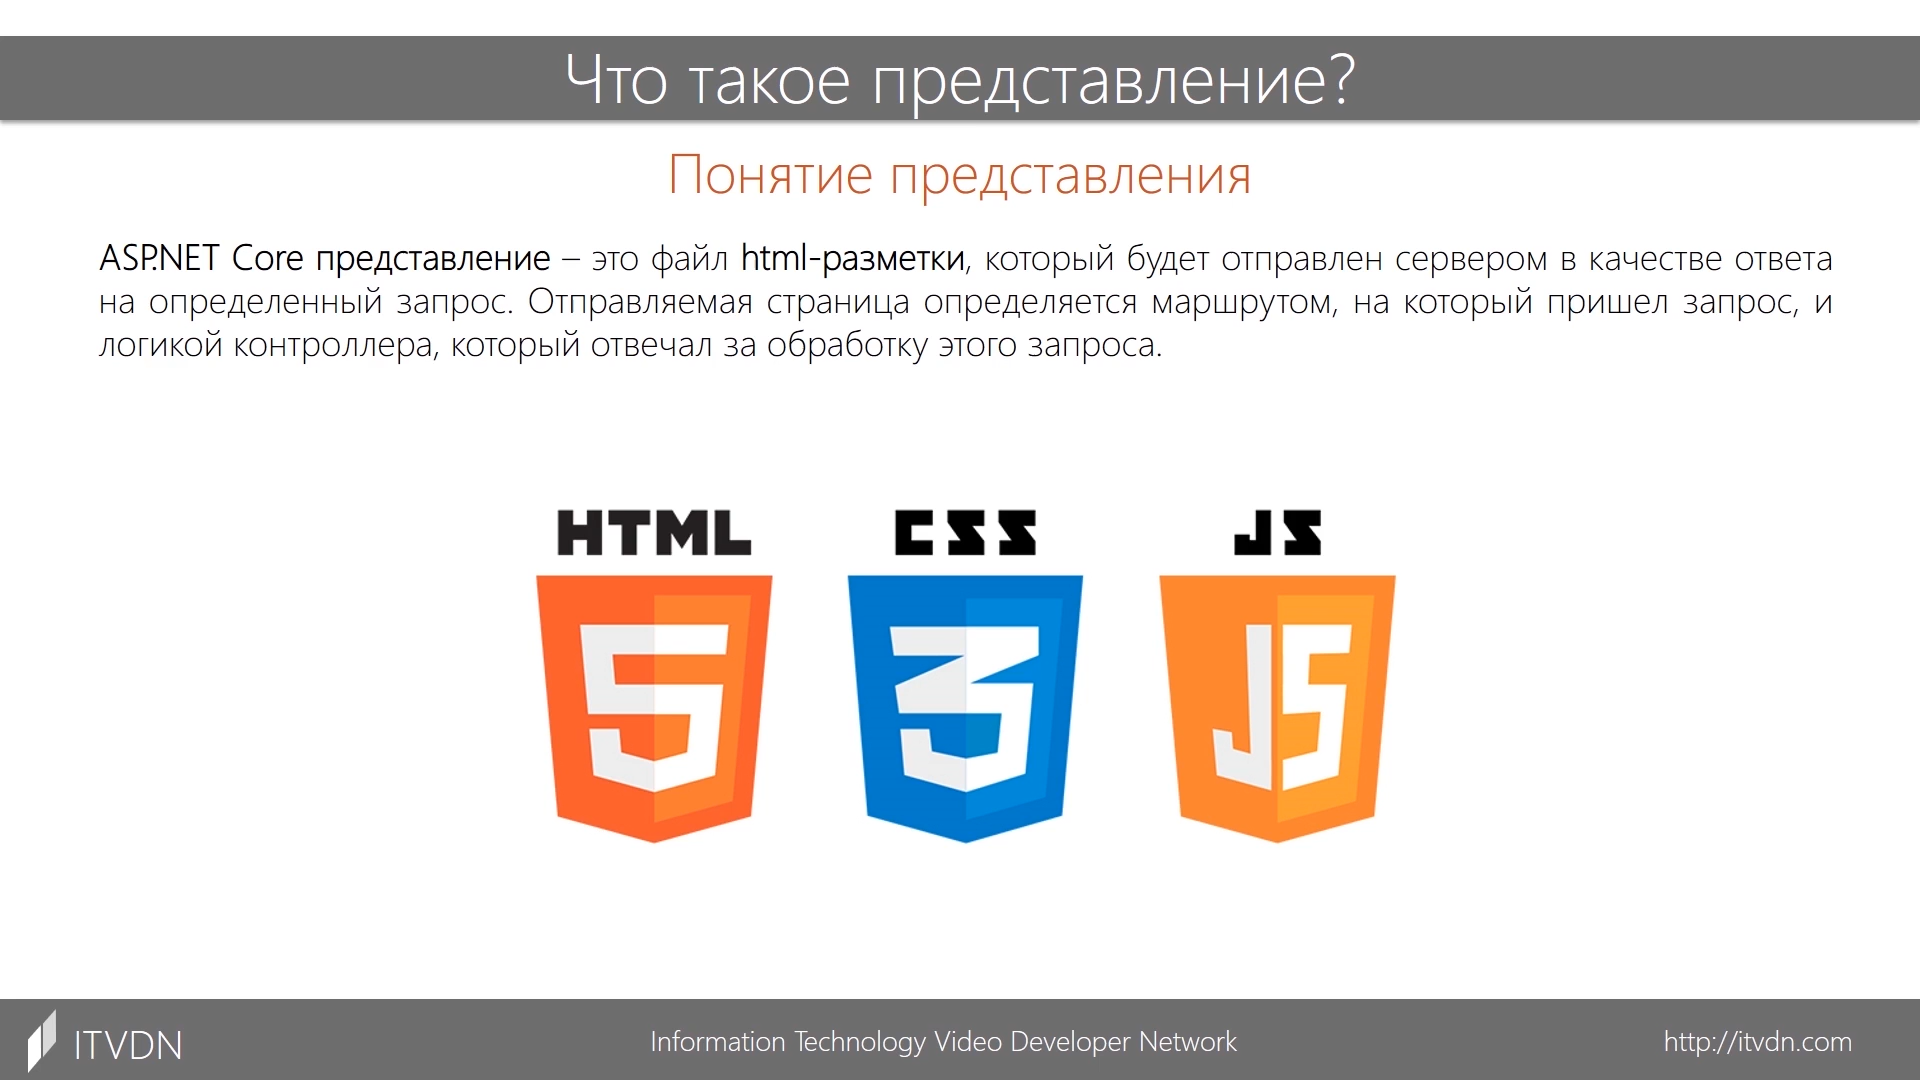 Что такое представление?
Понятие представления
ASP.NET Core представление – это файл html-разметки, который будет отправлен сервером в качестве ответа
на определенный запрос. Отправляемая страница определяется маршрутом, на который пришел запрос, и
логикой контроллера, который отвечал за обработку этого запроса.
HTML CSS JS
5 3 JS
ITVDN Information Technology Video Developer Network http://itvdn.com